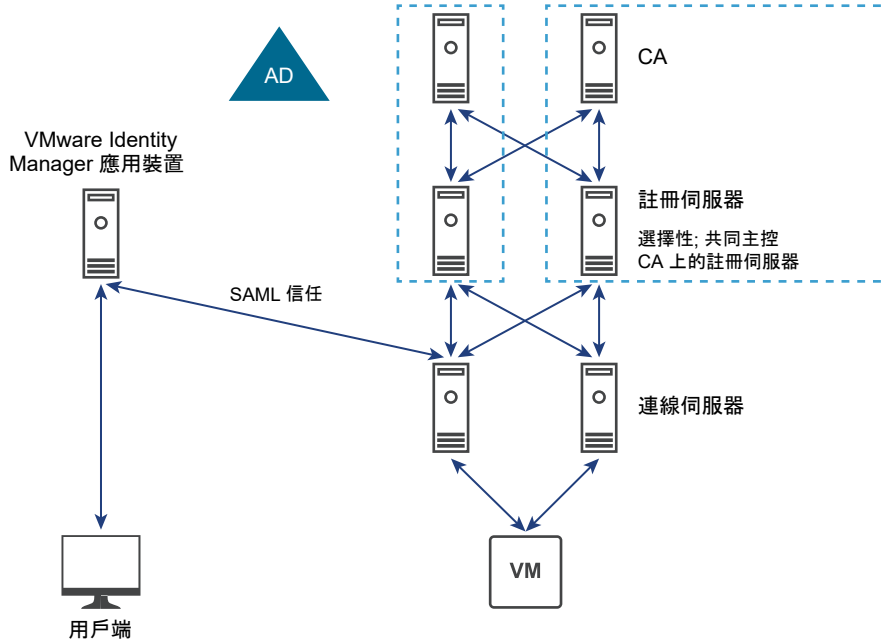 AD
CA
VMware Identity
Manager 應用裝置
註冊伺服器
選擇性; 共同主控
CA 上的註冊伺服器
SAML 信任
連線伺服器
VM
用戶端